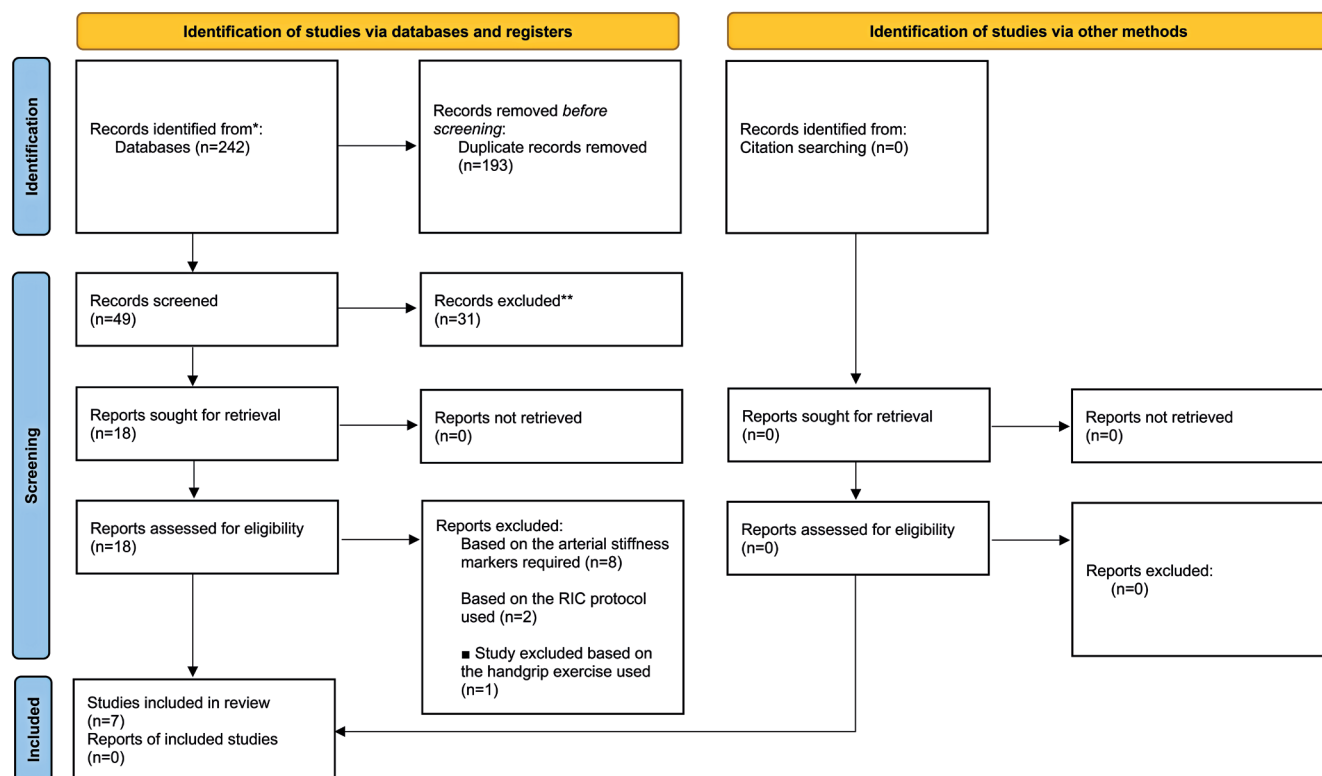 Identification of studies via databases and registers
Identification of studies via other methods
Identification
Records identified from*:
Databases (n=242)
Records removed before
screening:
Duplicate records removed
(n=193)
Records identified from:
Citation searching (n=0)
Screening
Records screened
(n=49)
Records excluded**
(n=31)
Reports sought for retrieval
(n=18)
Reports not retrieved
(n=0)
Reports sought for retrieval
(n=0)
Reports not retrieved
(n=0)
Reports assessed for eligibility
(n=18)
Reports excluded:
Based on the arterial stiffness
markers required (n=8)
Based on the RIC protocol
used (n=2)
■ Study excluded based on
the handgrip exercise used
(n=1)
Reports assessed for eligibility
(n=0)
Reports excluded:
(n=0)
Included
Studies included in review
(n=7)
Reports of included studies
(n=0)